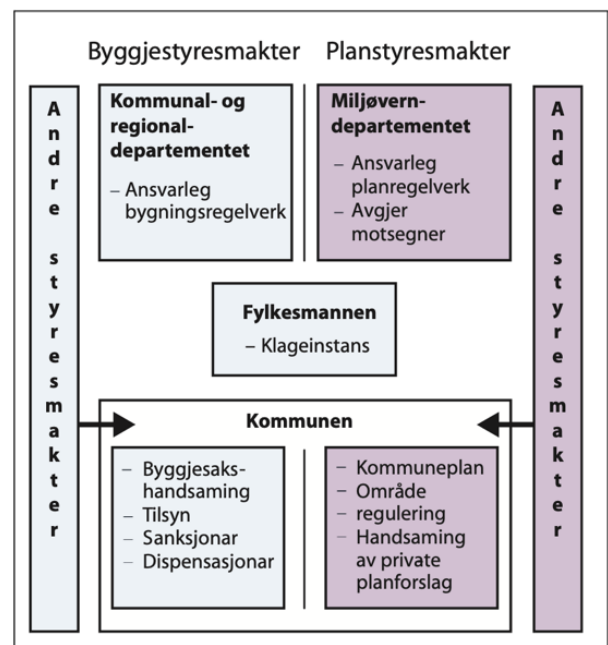 Byggjestyresmakter
Planstyresmakter
Andre styresmakter
Kommunal- og
regional-
departementet
– Ansvarleg
bygningsregelverk
Miljøvern-
departementet
– Ansvarleg
planregelverk
– Avgjer
motsegner
Andre styresmakter
Fylkesmannen
– Klageinstans
Kommunen
– Byggjesaks-
handsaming
– Tilsyn
– Sanksjonar
– Dispensasjonar
– Kommuneplan
– Område
– regulering
– Handsaming
av private
planforslag